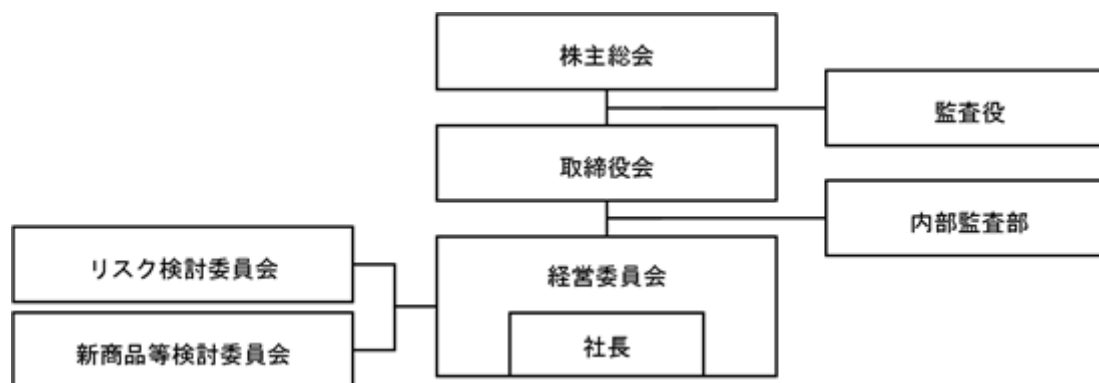 株主総会
監査役
取締役会
内部監査部
リスク検討委員会
経営委員会
新商品等検討委員会
社長